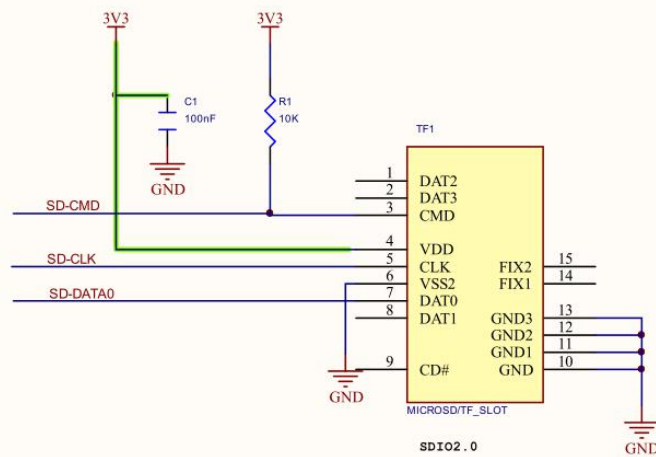 3V3
3V3
C1
100nF
R1
10K
GND
TF1
1 DAT2
2 DAT3
SD-CMD
3 CMD
4 VDD
SD-CLK
5 CLK
FIX2 15
6 VSS2
FIX1 14
SD-DATA0
7 DAT0
8 DAT1
GND3 13
GND2 12
GND1 11
9 CD#
GND 10
GND
MICROSD/TF_SLOT
SDIO2.0
GND